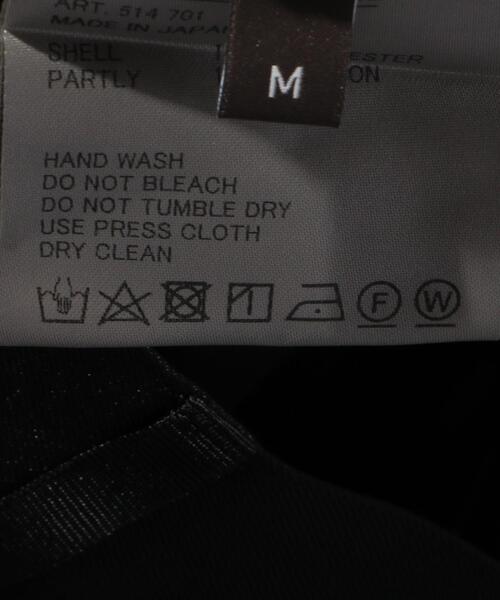 ART. 514 701
MADE IN JAPAN
SHELL
PARTLY ON
M
HAND WASH
DO NOT BLEACH
DO NOT TUMBLE DRY
USE PRESS CLOTH
DRY CLEAN
F W